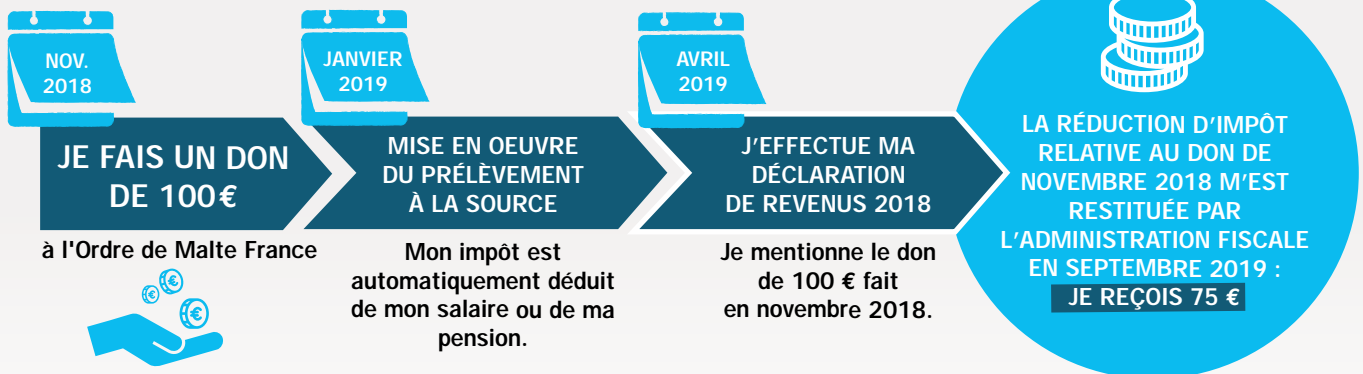 NOV.
2018
JE FAIS UN DON
DE 100€
à l'Ordre de Malte France
JANVIER
2019
MISE EN OEUVRE
DU PRÉLÈVEMENT
À LA SOURCE
Mon impôt est
automatiquement déduit
de mon salaire ou de ma
pension.
AVRIL
2019
J'EFFECTUE MA
DÉCLARATION
DE REVENUS 2018
Je mentionne le don
de 100 € fait
en novembre 2018.
LA RÉDUCTION D'IMPÔT
RELATIVE AU DON DE
NOVEMBRE 2018 M'EST
RESTITUÉE PAR
L'ADMINISTRATION FISCALE
EN SEPTEMBRE 2019 :
JE REÇOIS 75 €